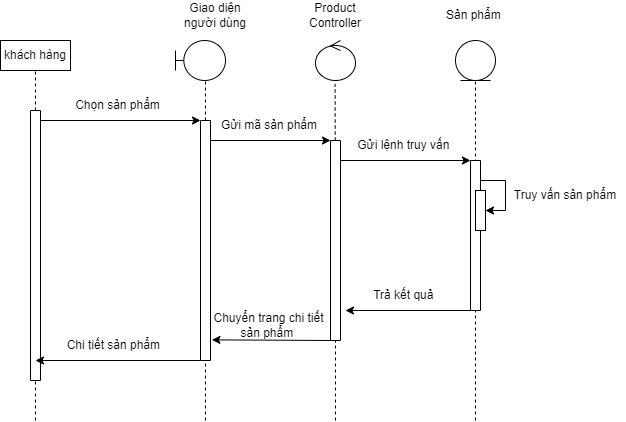 khách hàng
Giao diện
người dùng
Product
Controller
Sản phẩm
Chọn sản phẩm
Gửi mã sản phẩm
Gửi lệnh truy vấn
Truy vấn sản phẩm
Trả kết quả
Chuyển trang chi tiết
sản phẩm
Chi tiết sản phẩm